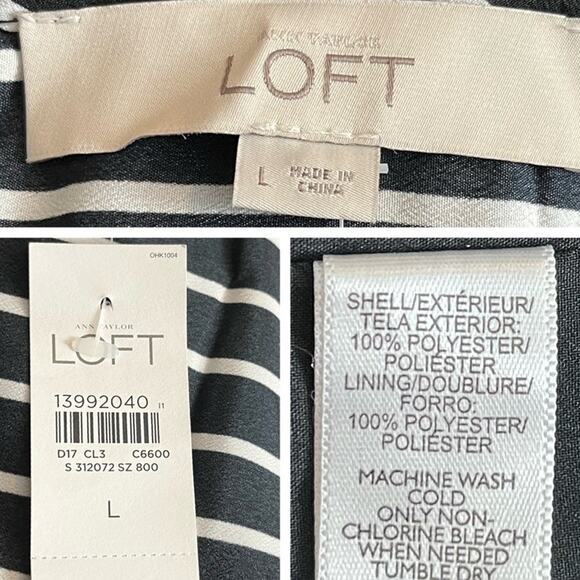 ANN TAYLOR
LOFT
L
MADE IN
CHINA
OHK1004
ANN TAYLOR
LOFT
13992040 I1
D17 CL3 C6600
S 312072 SZ 800
L
SHELL/EXTÉRIEUR/
TELA EXTERIOR:
100% POLYESTER/
POLIÉSTER
LINING/DOUBLURE/
FORRO:
100% POLYESTER/
POLIÉSTER
MACHINE WASH
COLD
ONLY NON-
CHLORINE BLEACH
WHEN NEEDED
TUMBLE DRY